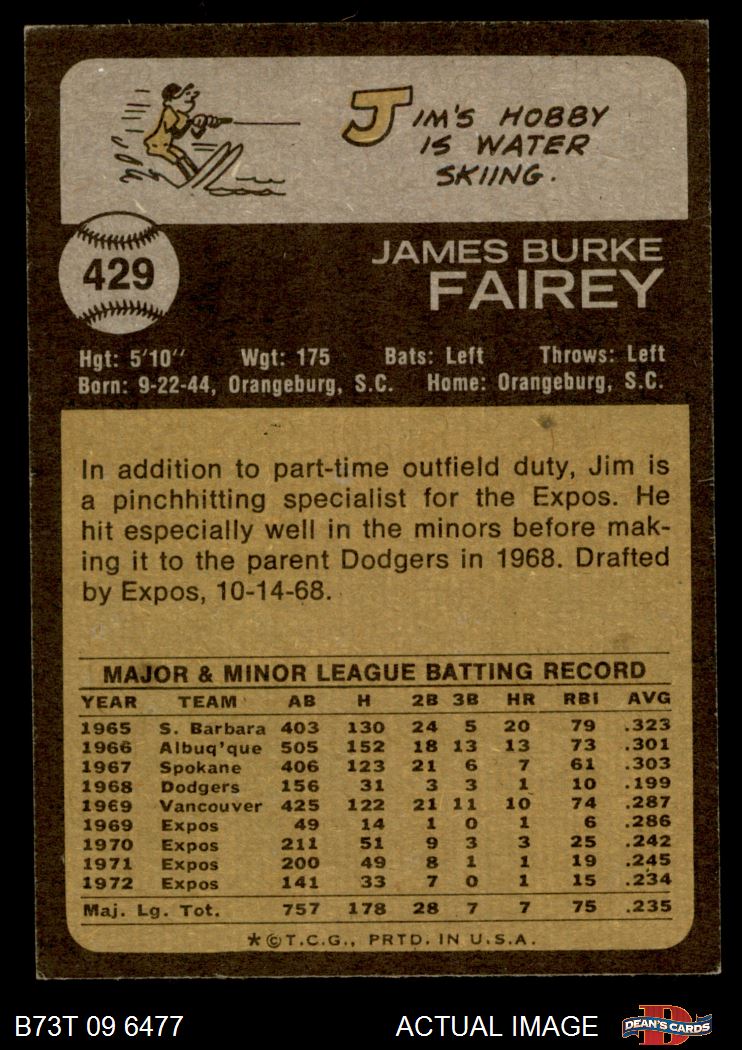 JIM'S HOBBY
IS WATER
SKIING.
429
JAMES BURKE
FAIREY
Hgt: 5'10" Wgt: 175 Bats: Left Throws: Left
Born: 9-22-44, Orangeburg, S.C. Home: Orangeburg, S.C.
In addition to part-time outfield duty, Jim is
a pinchhitting specialist for the Expos. He
hit especially well in the minors before mak-
ing it to the parent Dodgers in 1968. Drafted
by Expos, 10-14-68.
MAJOR & MINOR LEAGUE BATTING RECORD
YEAR TEAM AB H 2B 3B HR RBI AVG
1965 S. Barbara 403 130 24 5 20 79 .323
1966 Albuq'que 505 152 18 13 13 73 .301
1967 Spokane 406 123 21 6 7 61 .303
1968 Dodgers 156 31 3 3 1 10 .199
1969 Vancouver 425 122 21 11 10 74 .287
1969 Expos 49 14 1 0 1 6 .286
1970 Expos 211 51 9 3 3 25 .242
1971 Expos 200 49 8 1 1 19 .245
1972 Expos 141 33 7 0 1 15 .234
Maj. Lg. Tot. 757 178 28 7 7 75 .235
*©T.C.G., PRTD. IN U.S.A.
B73T 09 6477 ACTUAL IMAGE D DEAN'S CARDS